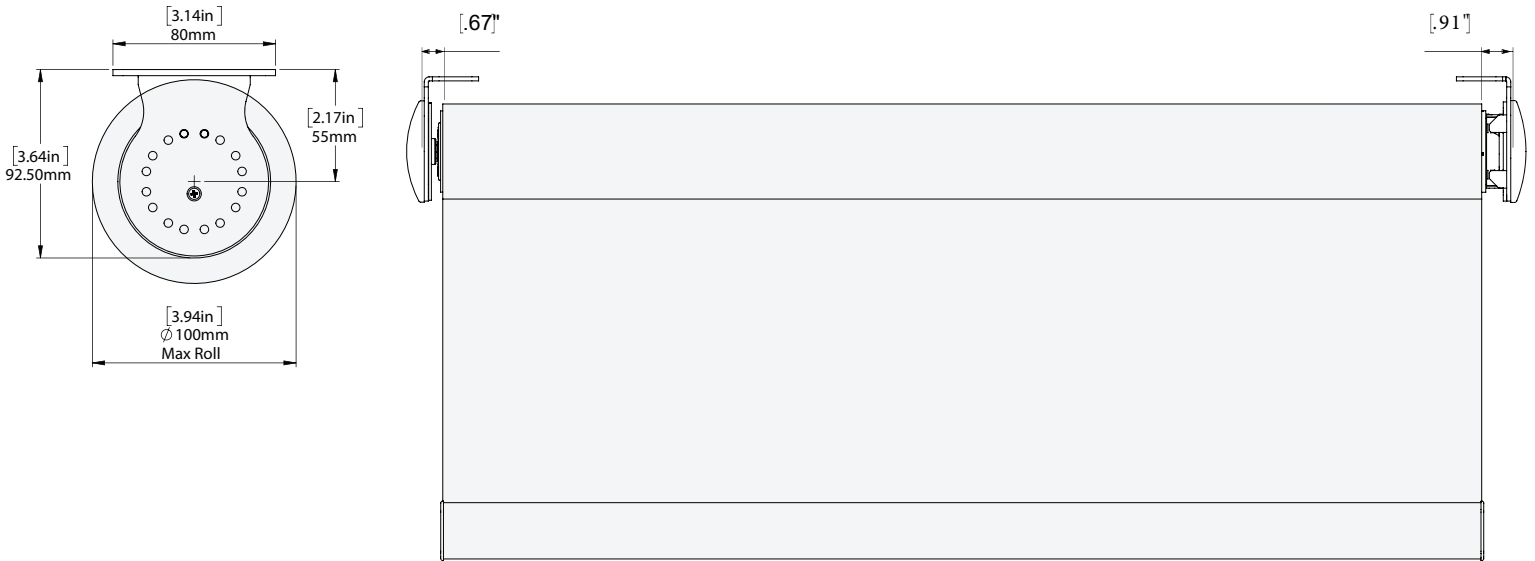 [3.14in]
80mm
[.67"]
[.91"]
[2.17in]
55mm
[3.64in]
92.50mm
[3.94in]
∅100mm
Max Roll